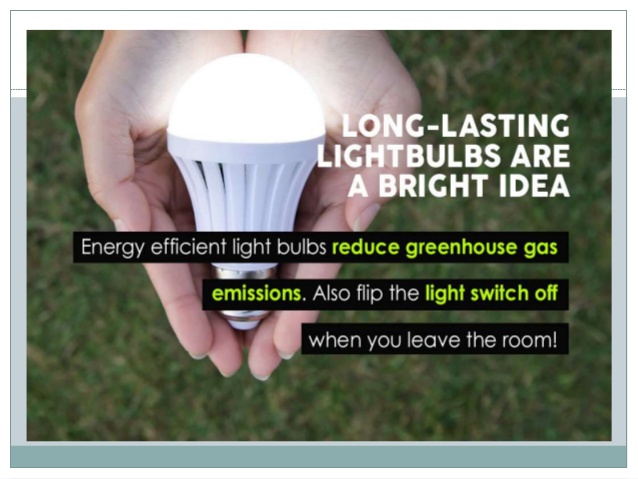 LONG-LASTING
LIGHTBULBS ARE
A BRIGHT IDEA
Energy efficient light bulbs reduce greenhouse gas
emissions. Also flip the light switch off
when you leave the room!